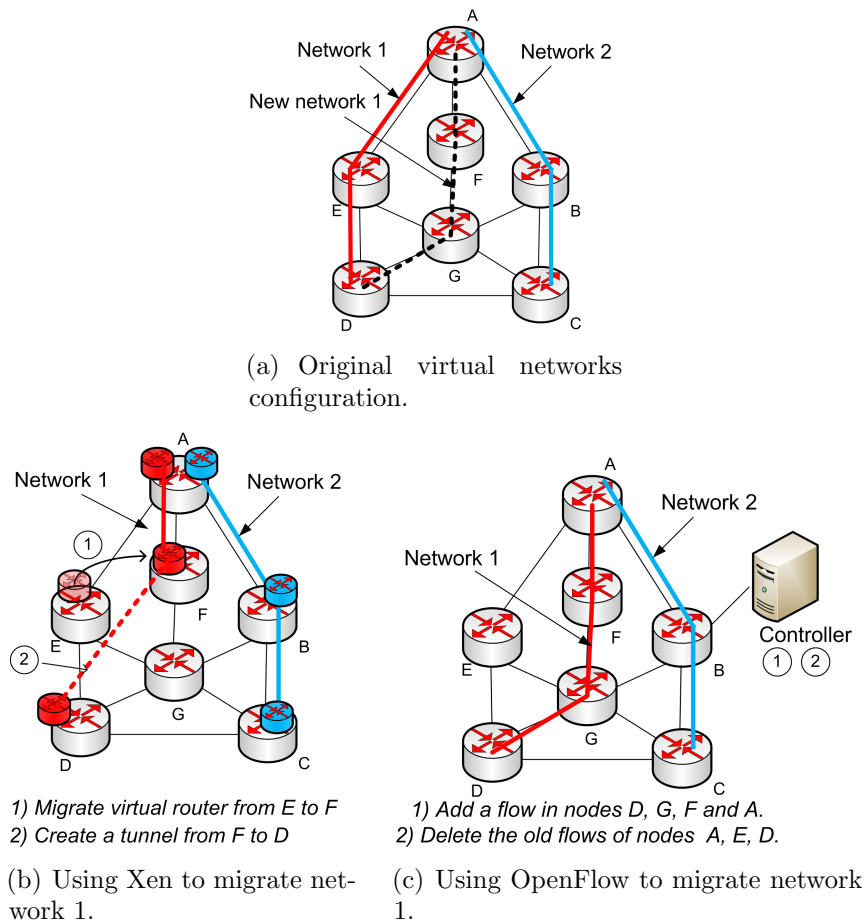 A
Network 1
Network 2
New network 1
F
E
B
G
D
C
(a) Original virtual networks
configuration.
A
Network 1
Network 2
1
F
E
B
2
G
D
C
1) Migrate virtual router from E to F
2) Create a tunnel from F to D
(b) Using Xen to migrate net-
work 1.
A
Network 2
Network 1
F
Controller
1 2
E
B
G
D
C
1) Add a flow in nodes D, G, F and A.
2) Delete the old flows of nodes A, E, D.
(c) Using OpenFlow to migrate network
1.